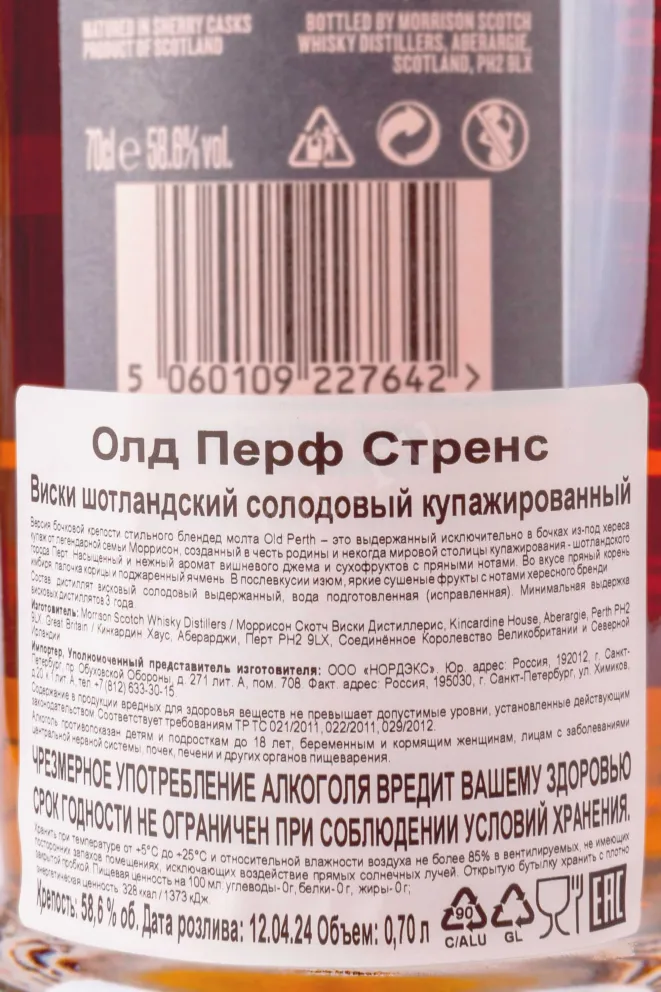 MATURED IN SHERRY CASKS
PRODUCT OF SCOTLAND
BOTTLED BY MORRISON SCOTCH
WHISKY DISTILLERS, ABERARGIE,
SCOTLAND, PH2 9LX
70cl e 58.6% vol.
5 060109 227642 >
Олд Перф Стренс
Виски шотландский солодовый купажированный
Версия бочковой крепости стильного блендед молта Old Perth – это выдержанный исключительно в бочках из-под хереса
купаж от легендарной семьи Моррисон, созданный в честь родины и некогда мировой столицы купажирования - шотландского
города Перт. Насыщенный и нежный аромат вишневого джема и сухофруктов с пряными нотами. Во вкусе пряный корень
имбиря палочка корицы и поджаренный ячмень. В послевкусии изюм, яркие сушеные фрукты с нотами хересного бренди
Состав: дистиллят висковый солодовый выдержанный, вода подготовленная (исправленная). Минимальная выдержка
висковых дистиллятов 3 года.
Изготовитель: Morrison Scotch Whisky Distillers / Моррисон Скотч Виски Дистиллерис, Kincardine House, Aberargie, Perth PH2
9LX, Great Britain / Кинкардин Хаус, Аберарджи, Перт PH2 9LX, Соединённое Королевство Великобритании и Северной
Испандии
Импортер, Уполномоченный представитель изготовителя: ООО «НОРДЭКС». Юр. адрес: Россия, 192012, г. Санкт-
Петербург, пр. Обуховской Обороны, д. 271 лит. А, пом. 708. Факт. адрес: Россия, 195030, г. Санкт-Петербург, ул. Химиков,
д.20 к 1 лит А, тел. +7 (812) 633-30-15
Содержание в продукции вредных для здоровья веществ не превышает допустимые уровни, установленные действующим
законодательством Соответствует требованиям ТР ТС 021/2011, 022/2011, 029/2012.
Алкоголь противопоказан детям и подросткам до 18 лет, беременным и кормящим женщинам, лицам с заболеваниями
центральной нервной системы, почек, печени и других органов пищеварения.
ЧРЕЗМЕРНОЕ УПОТРЕБЛЕНИЕ АЛКОГОЛЯ ВРЕДИТ ВАШЕМУ ЗДОРОВЬЮ
СРОК ГОДНОСТИ НЕ ОГРАНИЧЕН ПРИ СОБЛЮДЕНИИ УСЛОВИЙ ХРАНЕНИЯ.
Хранить при температуре от +5°С до +25°С и относительной влажности воздуха не более 85% в вентилируемых, не имеющих
посторонних запахов помещениях, исключающих воздействие прямых солнечных лучей. Открытую бутылку хранить с плотно
закрытой пробкой. Пищевая ценность на 100 мл: углеводы- 0г, белки- 0 г, жиры- 0 г;
энергетическая ценность: 328 ккал / 1373 кДж.
Крепость: 58,6 % об. Дата розлива: 12.04.24 Объем: 0,70 л
90
C/ALU
GL
EAC